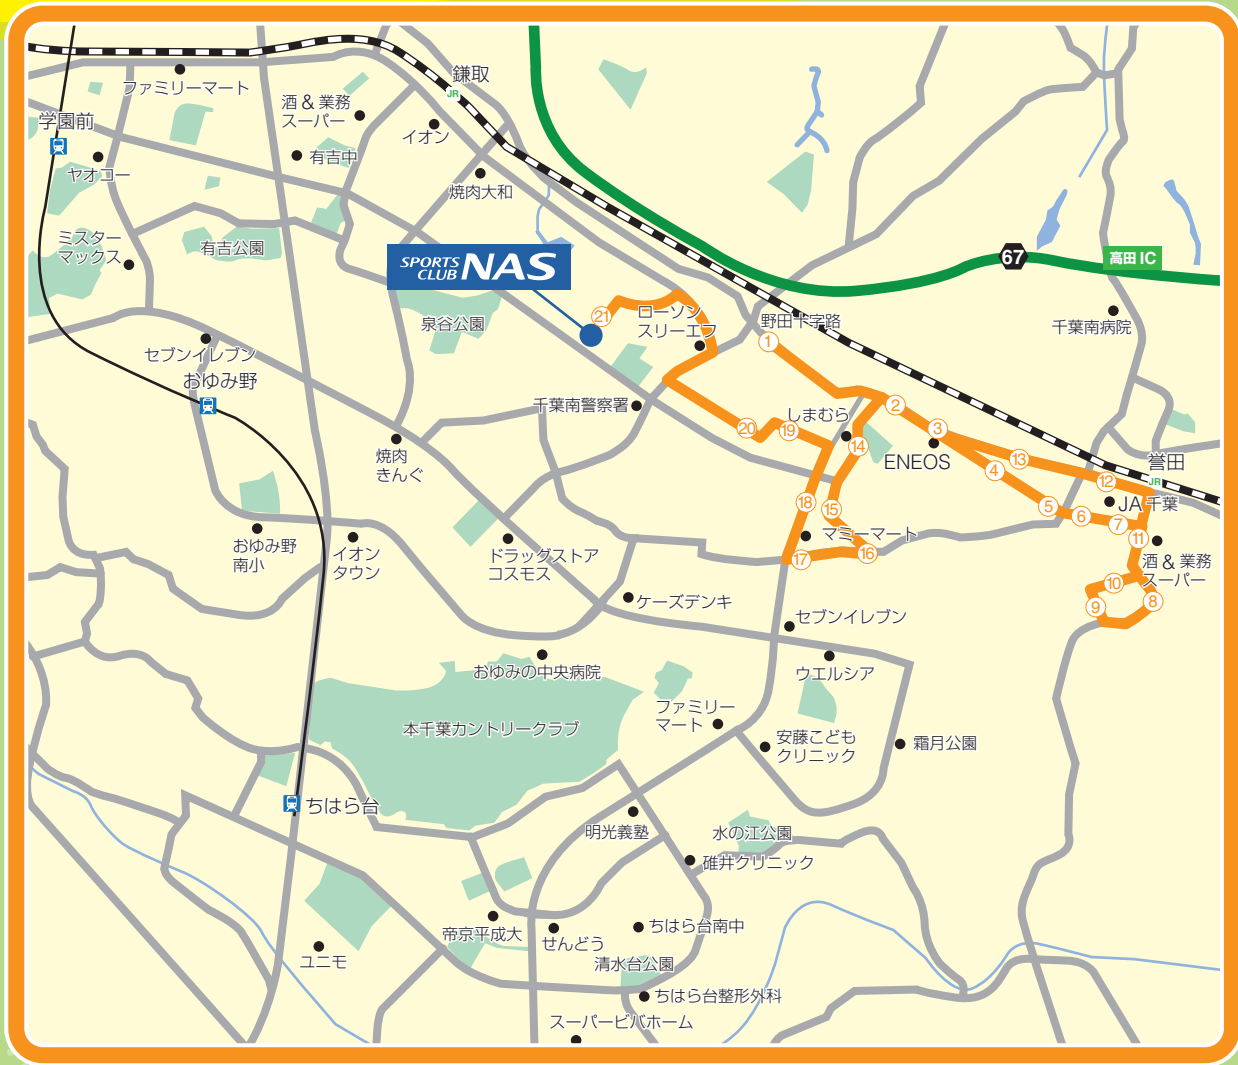 鎌取
JR
ファミリーマート
酒&業務
スーパー
イオン
学園前
有吉中
ヤオコー
焼肉大和
ミスター
マックス
有吉公園
SPORTS
CLUB NAS
67
高田 IC
泉谷公園
21
ローソン
スリーエフ
野田十字路
1
千葉南病院
セブンイレブン
おゆみ野
千葉南警察署
しまむら
2
3
20
19
14
ENEOS
焼肉
きんぐ
4
13
12
誉田
JR
18
15
5
6
7
JA 千葉
11
おゆみ野
南小
イオン
タウン
ドラッグストア
コスモス
マミーマート
16
17
酒&業務
スーパー
10
9
8
ケーズデンキ
セブンイレブン
おゆみの中央病院
ウエルシア
本千葉カントリークラブ
ファミリー
マート
安藤こども
クリニック
霜月公園
ちはら台
明光義塾
水の江公園
碓井クリニック
帝京平成大
せんどう
ちはら台南中
ユニモ
清水台公園
ちはら台整形外科
スーパービバホーム